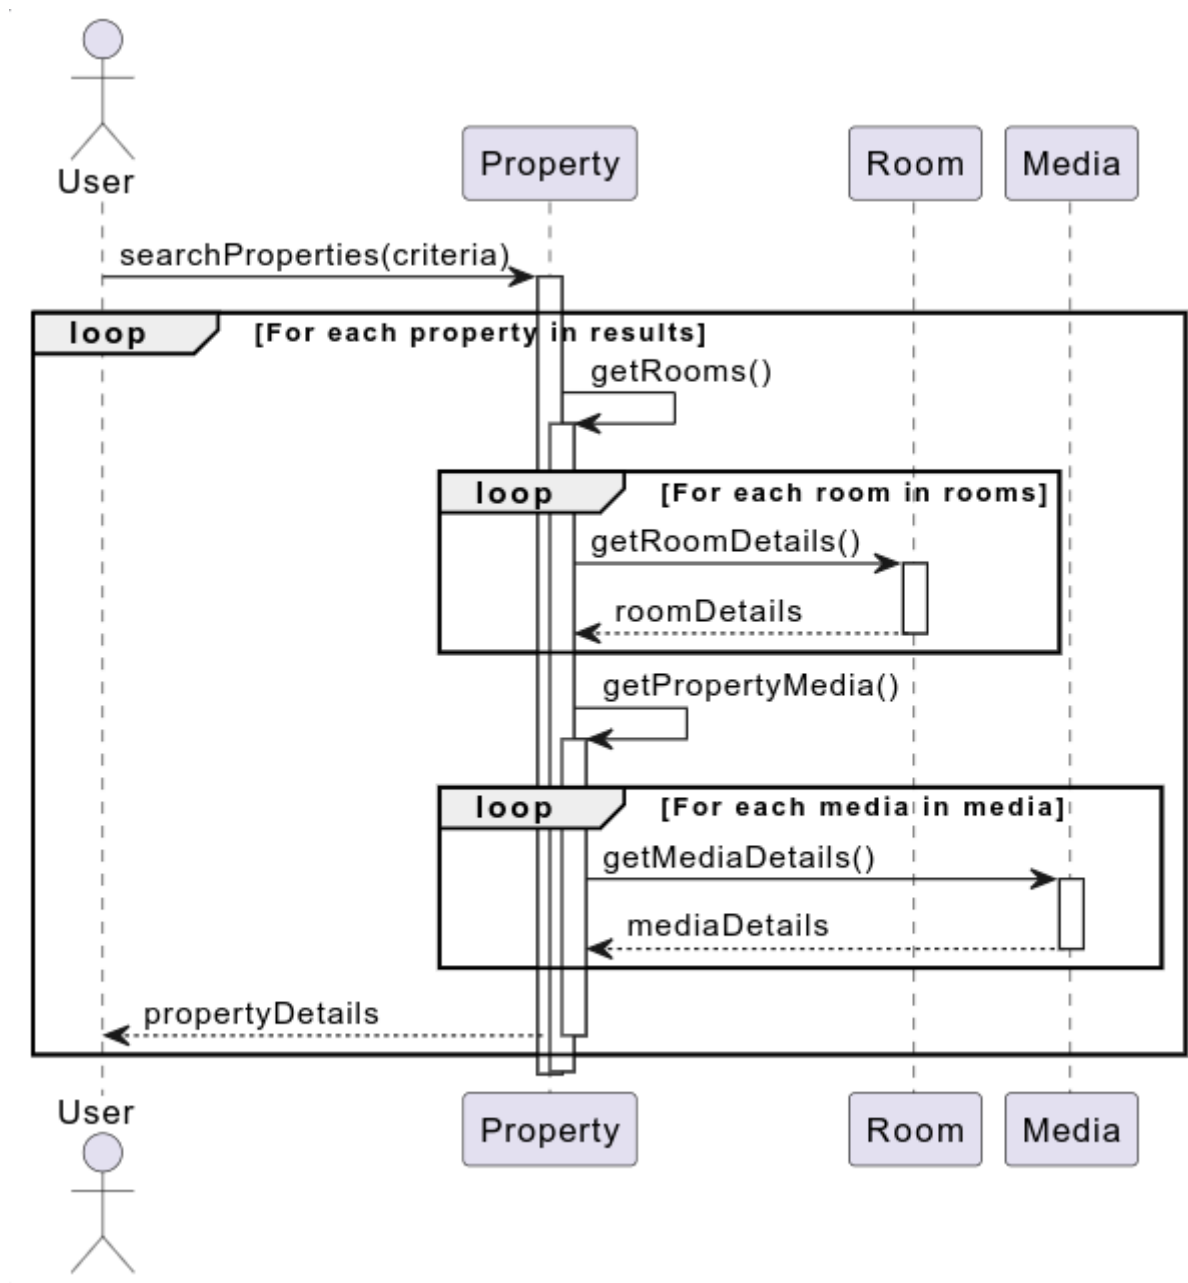 User
Property
Room
Media
searchProperties(criteria)
loop
[For each property in results]
getRooms()
loop
[For each room in rooms]
getRoomDetails()
roomDetails
getPropertyMedia()
loop
[For each media in media]
getMediaDetails()
mediaDetails
propertyDetails
User
Property
Room
Media